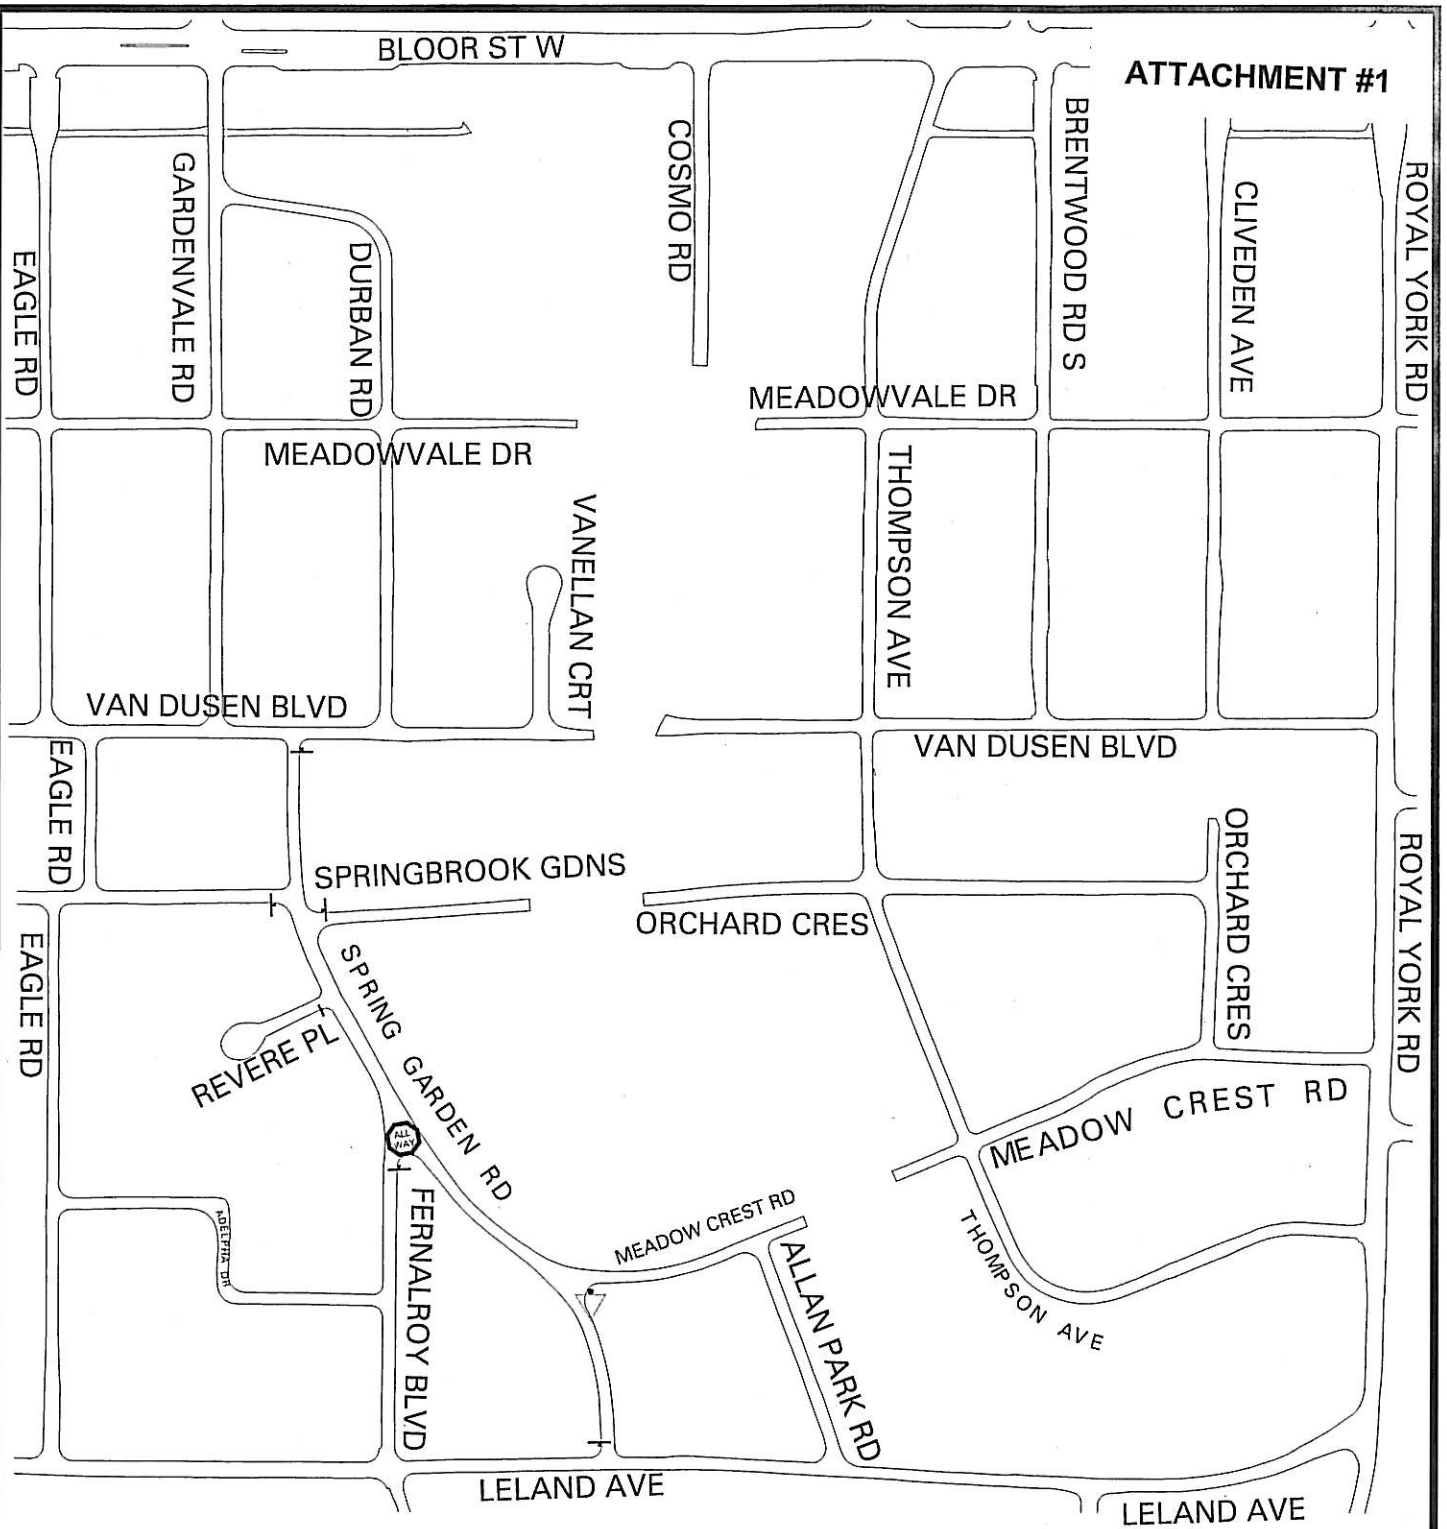 BLOOR ST W
ATTACHMENT #1
EAGLE RD
GARDENVALE RD
DURBAN RD
COSMO RD
BRENTWOOD RD S
CLIVEDEN AVE
ROYAL YORK RD
MEADOWVALE DR
MEADOWVALE DR
VANELLAN CRT
THOMPSON AVE
VAN DUSEN BLVD
VAN DUSEN BLVD
EAGLE RD
SPRINGBROOK GDNS
ORCHARD CRES
ORCHARD CRES
ROYAL YORK RD
EAGLE RD
SPRING GARDEN RD
REVERE PL
ALL
WAY
MEADOW CREST RD
ADELPHA DR
FERNALROY BLVD
MEADOW CREST RD
ALLAN PARK RD
THOMPSON AVE
LELAND AVE
LELAND AVE